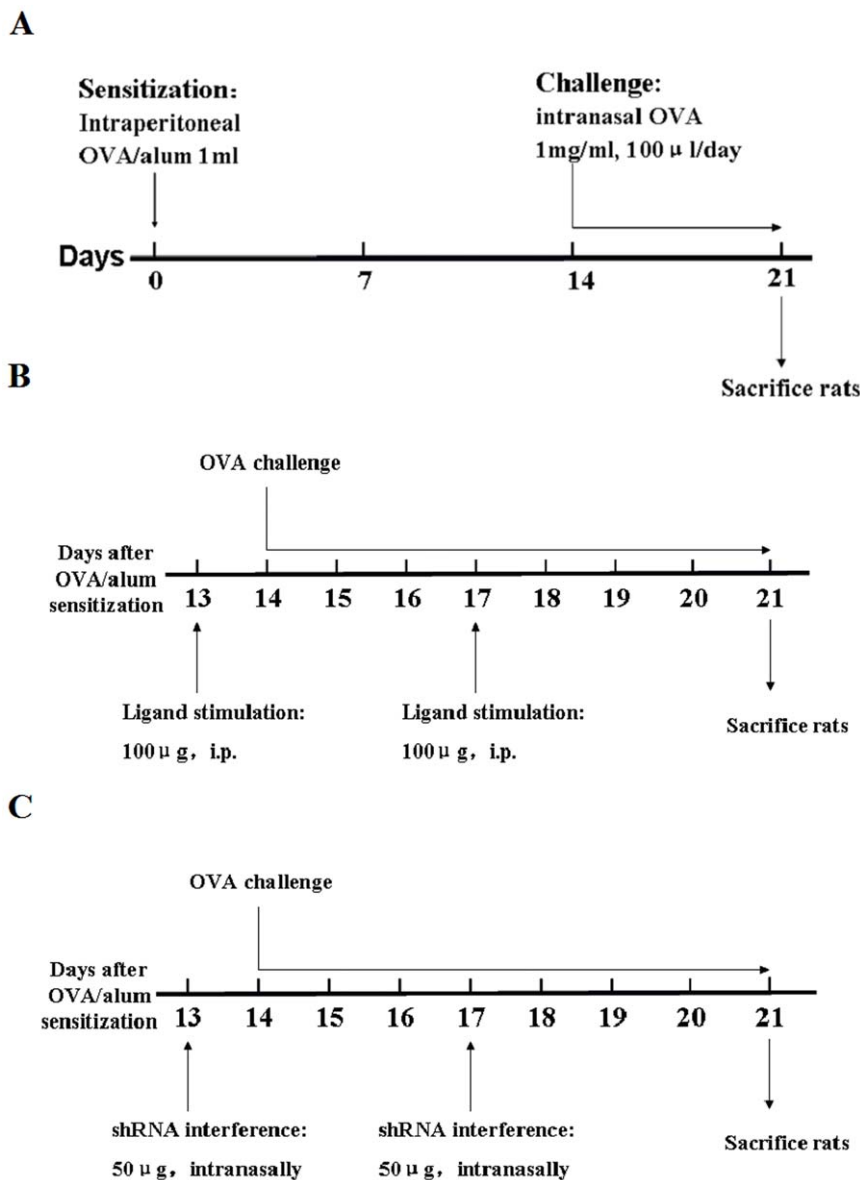 A
Sensitization:
Intraperitoneal
OVA/alum 1ml
Challenge:
intranasal OVA
1mg/ml, 100 μ l/day
Days
0 7 14 21
Sacrifice rats
B
OVA challenge
Days after
OVA/alum
sensitization
13 14 15 16 17 18 19 20 21
Ligand stimulation:
100 μ g, i.p.
Ligand stimulation:
100 μ g, i.p.
Sacrifice rats
C
OVA challenge
Days after
OVA/alum
sensitization
13 14 15 16 17 18 19 20 21
shRNA interference:
50 μ g, intranasally
shRNA interference:
50 μ g, intranasally
Sacrifice rats